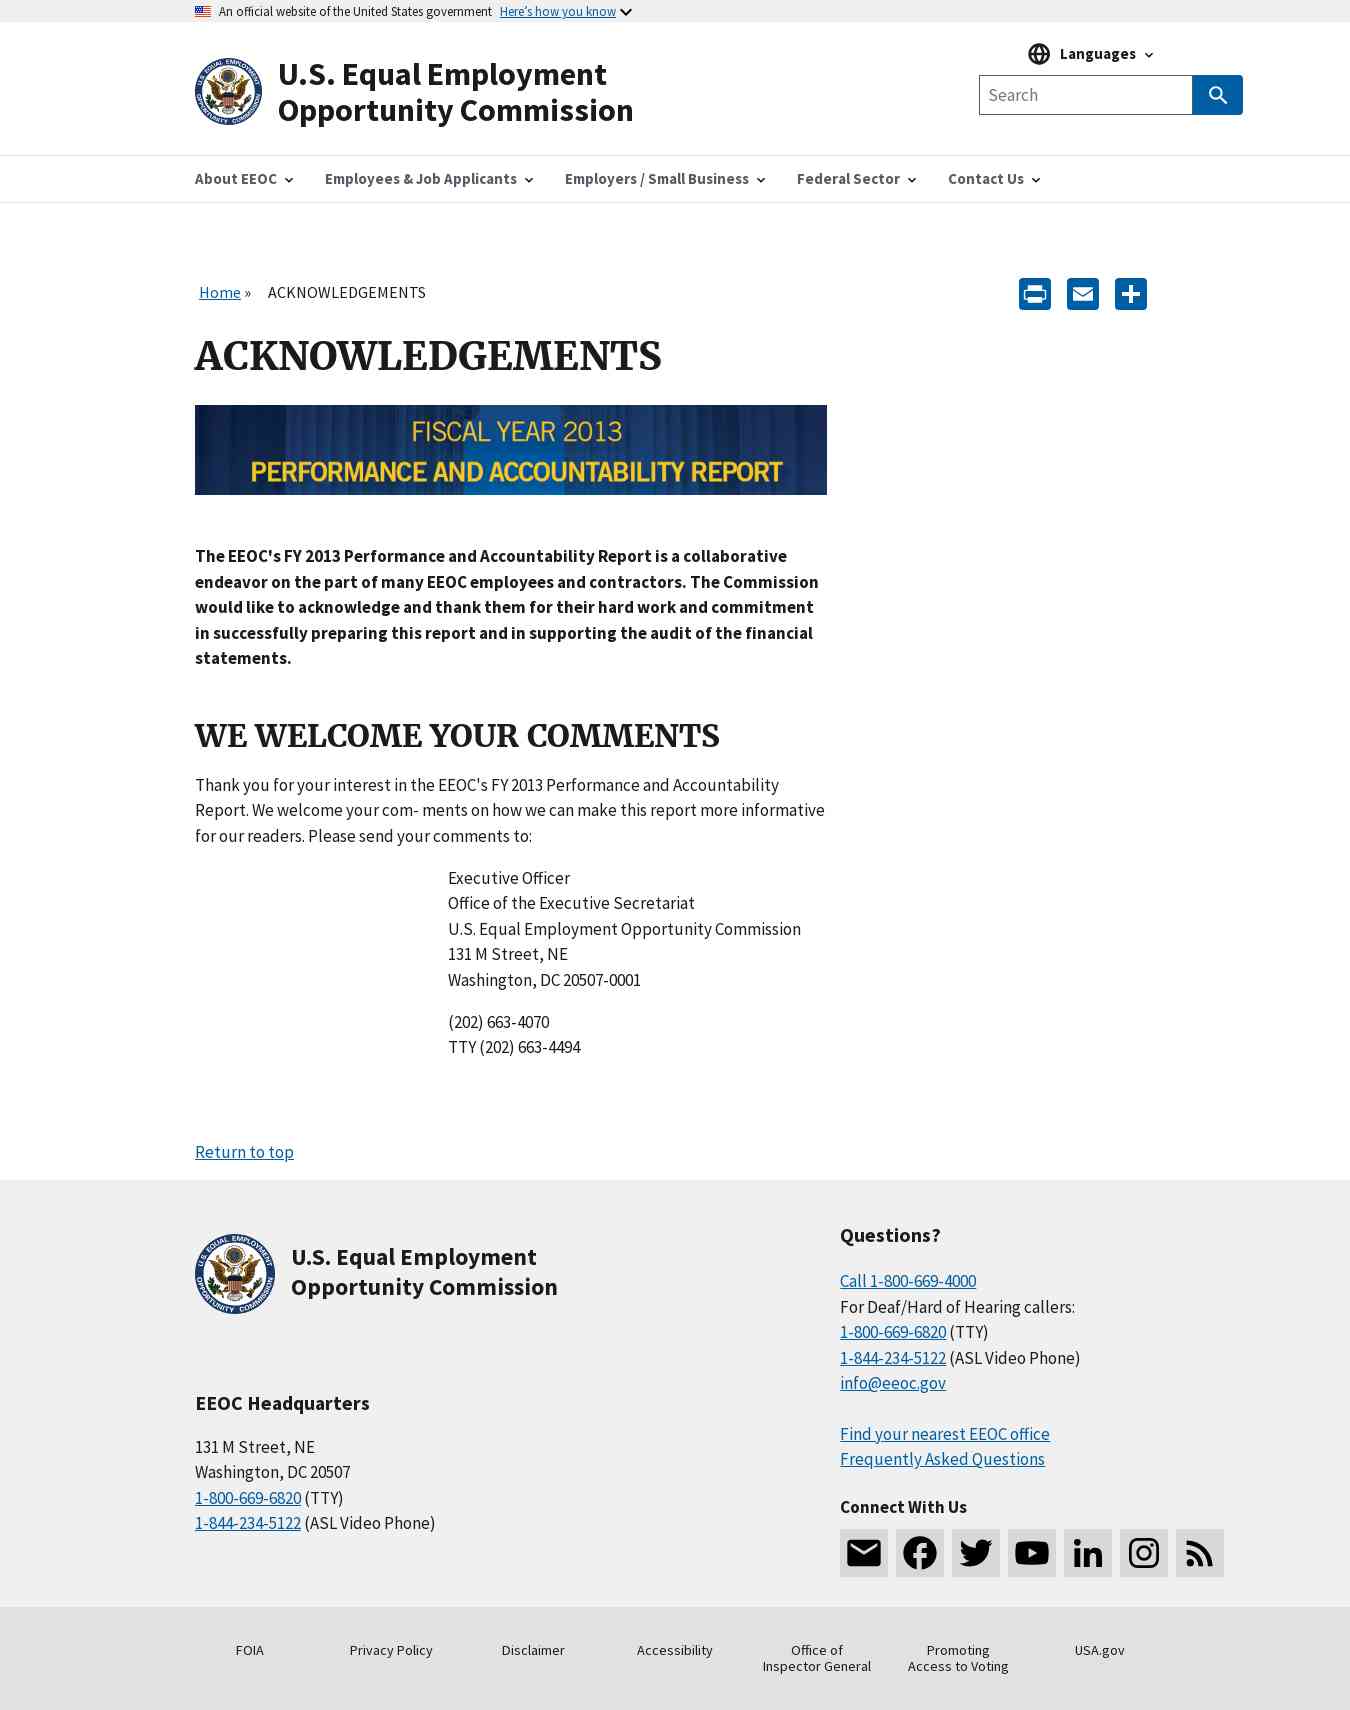 An official website of the United States government Here's how you know
U.S. Equal Employment
Opportunity Commission
Languages
Search
About EEOC
Employees & Job Applicants
Employers / Small Business
Federal Sector
Contact Us
Home » ACKNOWLEDGEMENTS
ACKNOWLEDGEMENTS
FISCAL YEAR 2013
PERFORMANCE AND ACCOUNTABILITY REPORT
The EEOC's FY 2013 Performance and Accountability Report is a collaborative
endeavor on the part of many EEOC employees and contractors. The Commission
would like to acknowledge and thank them for their hard work and commitment
in successfully preparing this report and in supporting the audit of the financial
statements.
WE WELCOME YOUR COMMENTS
Thank you for your interest in the EEOC's FY 2013 Performance and Accountability
Report. We welcome your com- ments on how we can make this report more informative
for our readers. Please send your comments to:
Executive Officer
Office of the Executive Secretariat
U.S. Equal Employment Opportunity Commission
131 M Street, NE
Washington, DC 20507-0001
(202) 663-4070
TTY (202) 663-4494
Return to top
U.S. EQUAL EMPLOYMENT OPPORTUNITY COMMISSION
U.S. Equal Employment
Opportunity Commission
EEOC Headquarters
131 M Street, NE
Washington, DC 20507
1-800-669-6820 (TTY)
1-844-234-5122 (ASL Video Phone)
Questions?
Call 1-800-669-4000
For Deaf/Hard of Hearing callers:
1-800-669-6820 (TTY)
1-844-234-5122 (ASL Video Phone)
info@eeoc.gov
Find your nearest EEOC office
Frequently Asked Questions
Connect With Us
FOIA
Privacy Policy
Disclaimer
Accessibility
Office of
Inspector General
Promoting
Access to Voting
USA.gov